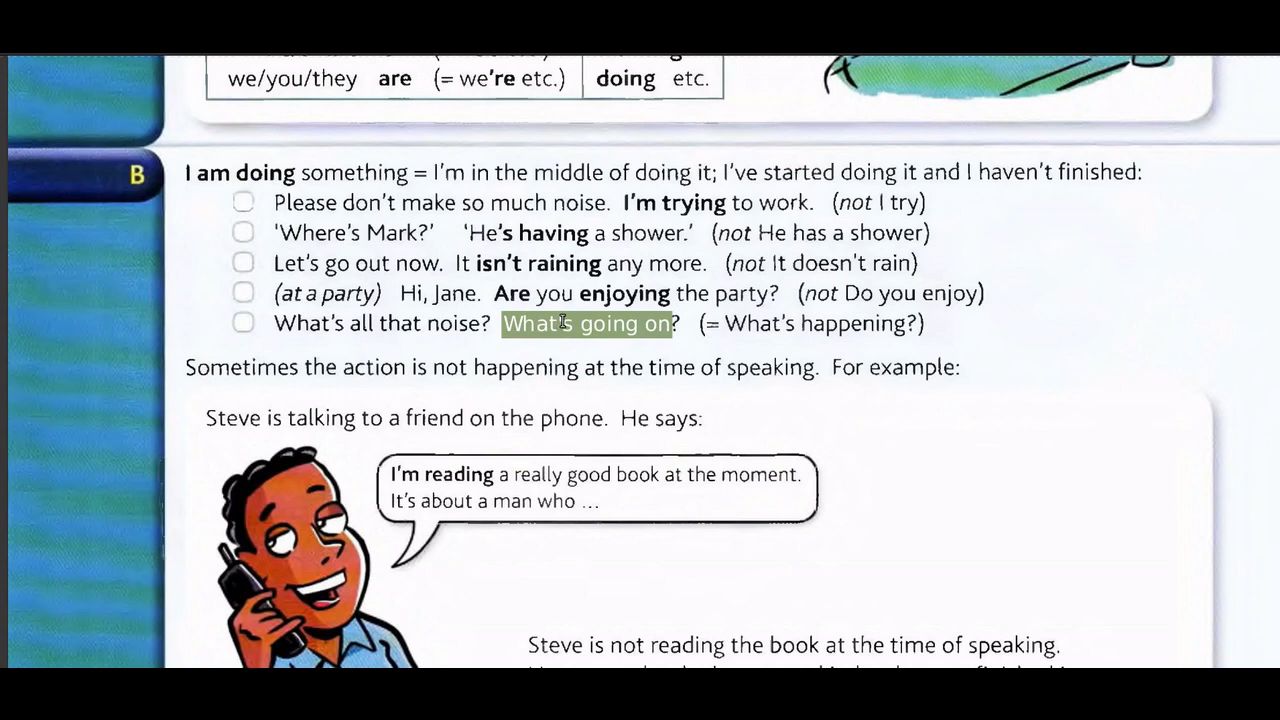 we/you/they are (= we're etc.) doing etc.
B
I am doing something = I'm in the middle of doing it; I've started doing it and I haven't finished:
Please don't make so much noise. I'm trying to work. (not I try)
'Where's Mark?' 'He's having a shower.' (not He has a shower)
Let's go out now. It isn't raining any more. (not It doesn't rain)
(at a party) Hi, Jane. Are you enjoying the party? (not Do you enjoy)
What's all that noise? What's going on? (= What's happening?)
Sometimes the action is not happening at the time of speaking. For example:
Steve is talking to a friend on the phone. He says:
I'm reading a really good book at the moment.
It's about a man who ...
Steve is not reading the book at the time of speaking.